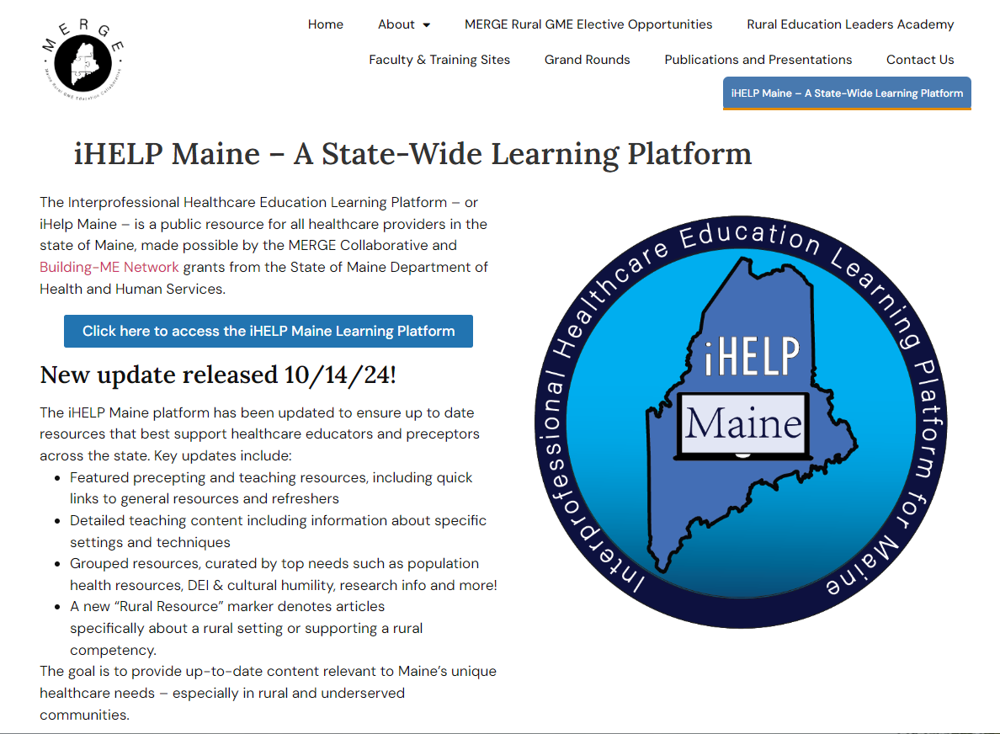 MERGE
Maine Rural GME Education Collaborative
Home
About
MERGE Rural GME Elective Opportunities
Rural Education Leaders Academy
Faculty & Training Sites
Grand Rounds
Publications and Presentations
Contact Us
iHELP Maine – A State-Wide Learning Platform
iHELP Maine – A State-Wide Learning Platform
The Interprofessional Healthcare Education Learning Platform – or
iHelp Maine – is a public resource for all healthcare providers in the
state of Maine, made possible by the MERGE Collaborative and
Building-ME Network grants from the State of Maine Department of
Health and Human Services.
Click here to access the iHELP Maine Learning Platform
New update released 10/14/24!
The iHELP Maine platform has been updated to ensure up to date
resources that best support healthcare educators and preceptors
across the state. Key updates include:
Featured precepting and teaching resources, including quick
links to general resources and refreshers
Detailed teaching content including information about specific
settings and techniques
Grouped resources, curated by top needs such as population
health resources, DEI & cultural humility, research info and more!
A new “Rural Resource” marker denotes articles
specifically about a rural setting or supporting a rural
competency.
The goal is to provide up-to-date content relevant to Maine’s unique
healthcare needs – especially in rural and underserved
communities.
Interprofessional Healthcare Education Learning Platform for Maine
iHELP
Maine